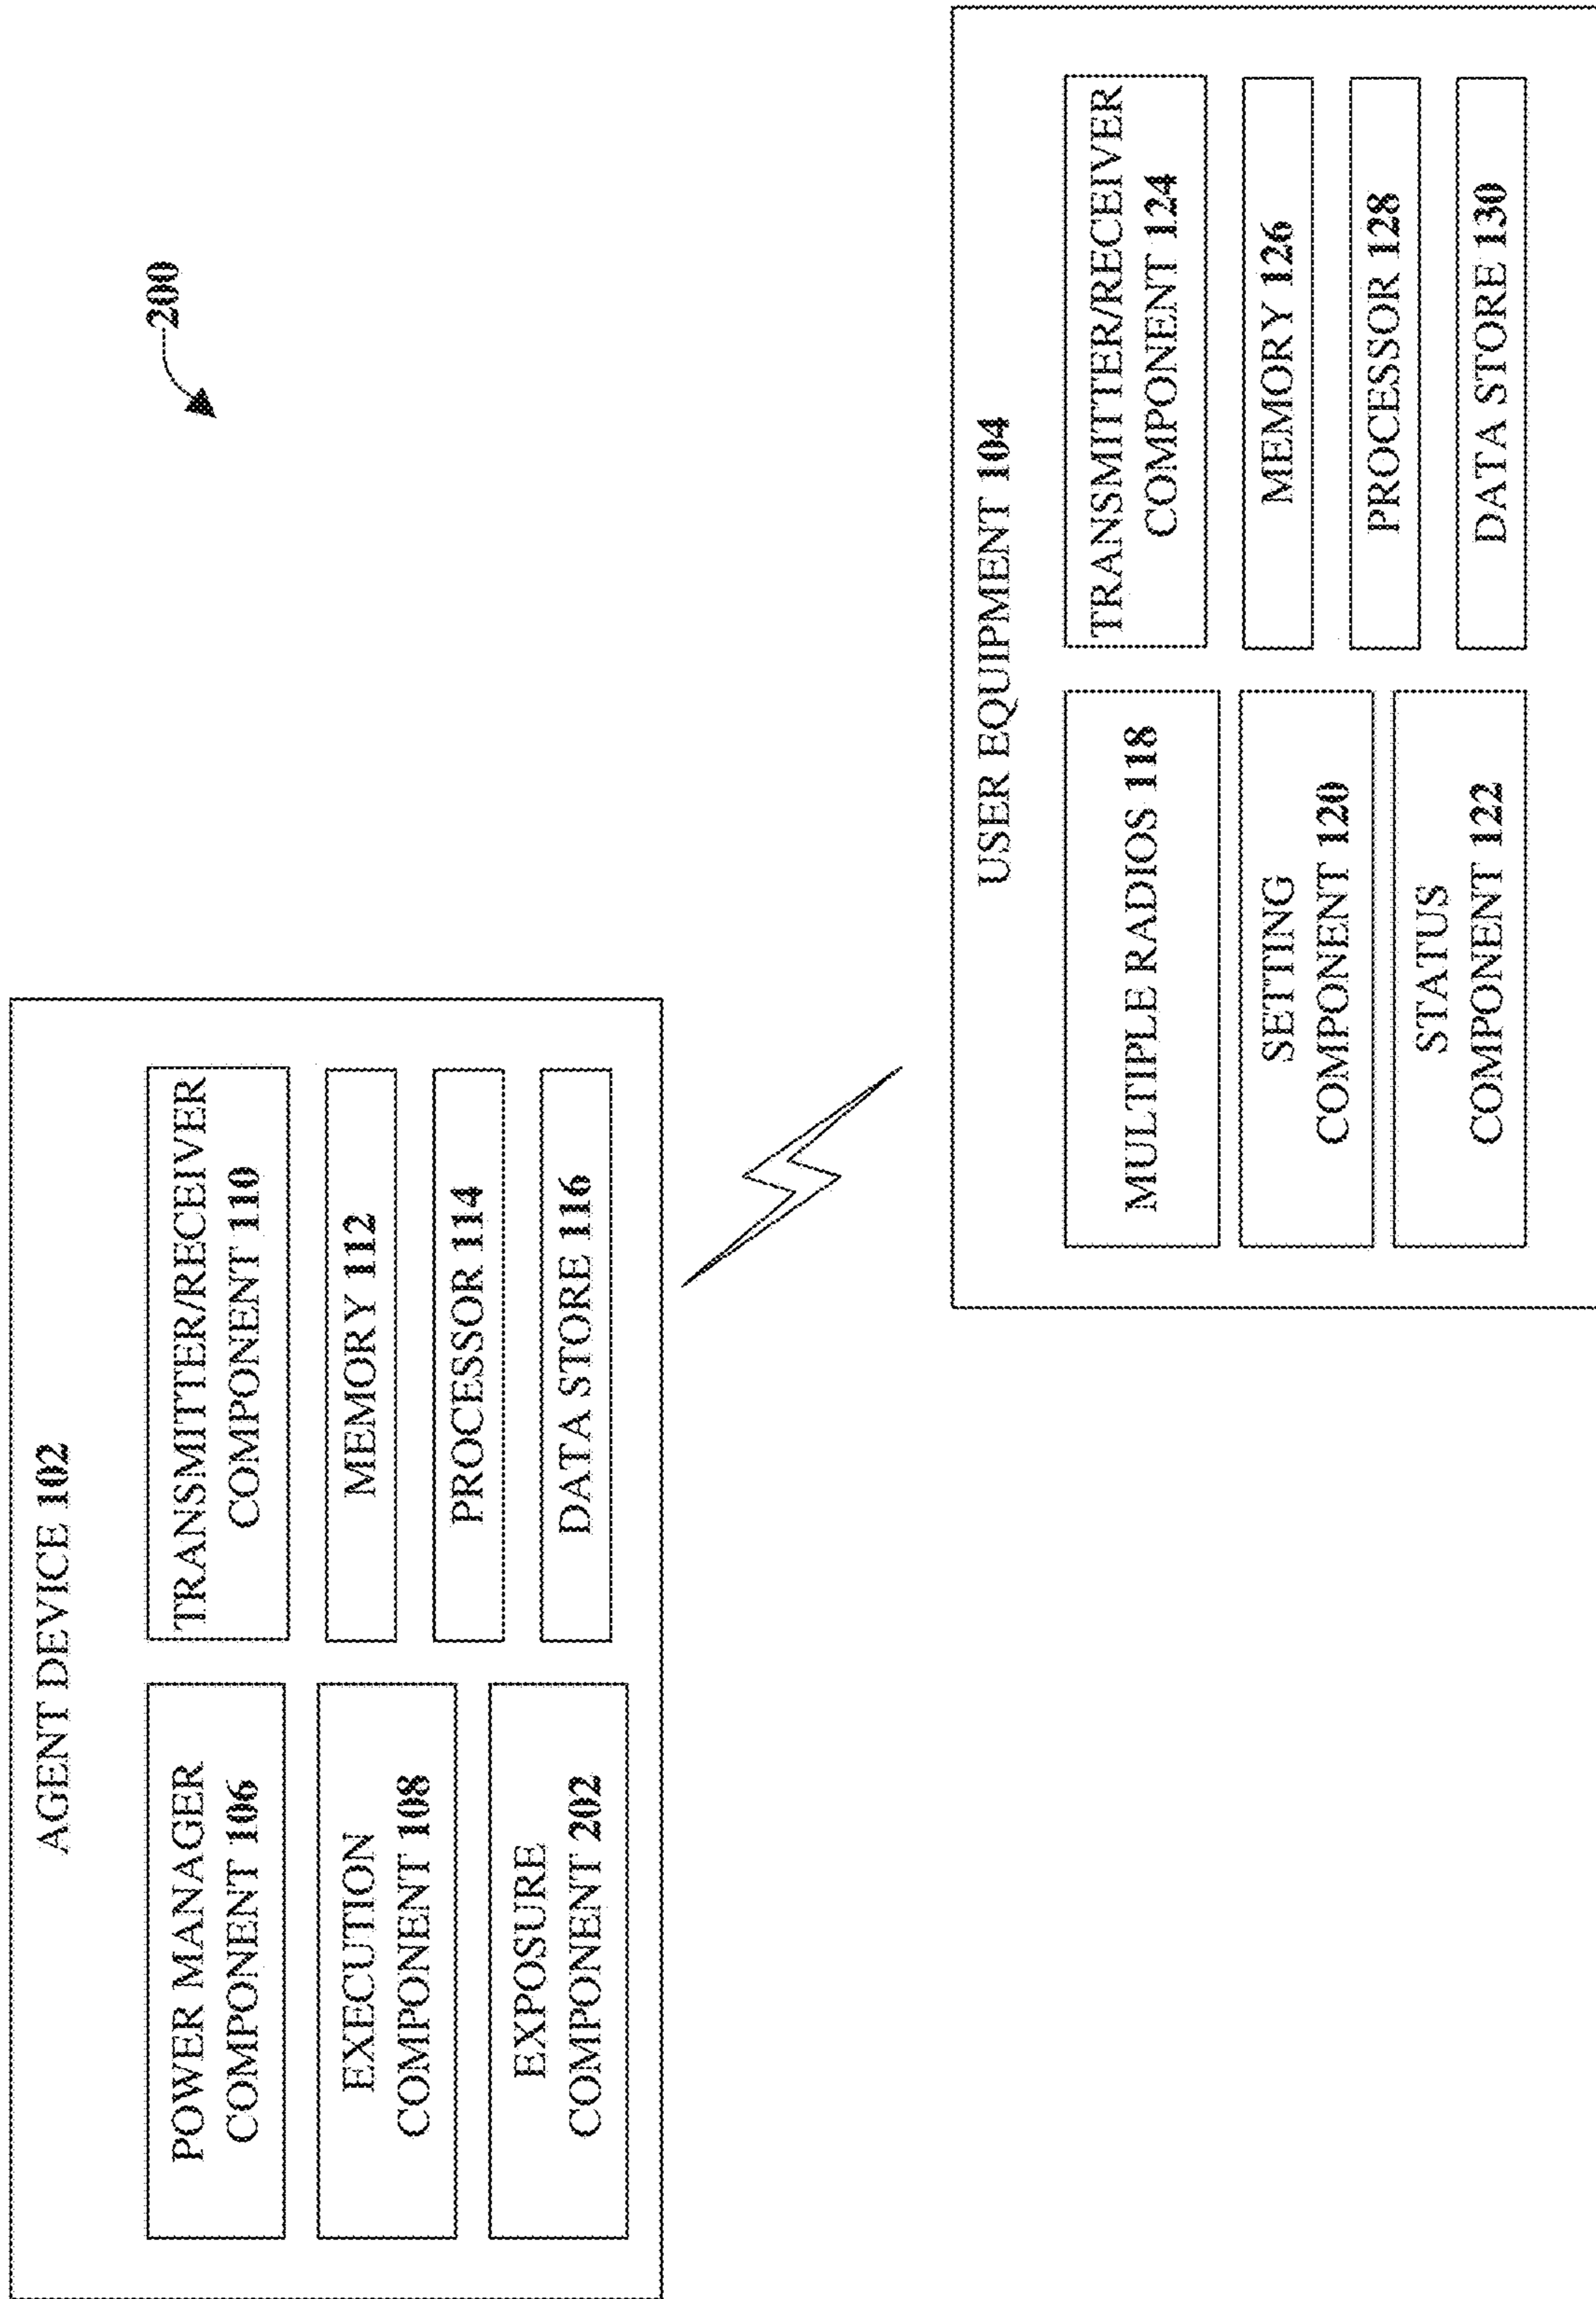 200
AGENT DEVICE 102
POWER MANAGER
COMPONENT 106
EXECUTION
COMPONENT 108
EXPOSURE
COMPONENT 202
TRANSMITTER/RECEIVER
COMPONENT 110
MEMORY 112
PROCESSOR 114
DATA STORE 116
USER EQUIPMENT 104
MULTIPLE RADIOS 118
SETTING
COMPONENT 120
STATUS
COMPONENT 122
TRANSMITTER/RECEIVER
COMPONENT 124
MEMORY 126
PROCESSOR 128
DATA STORE 130